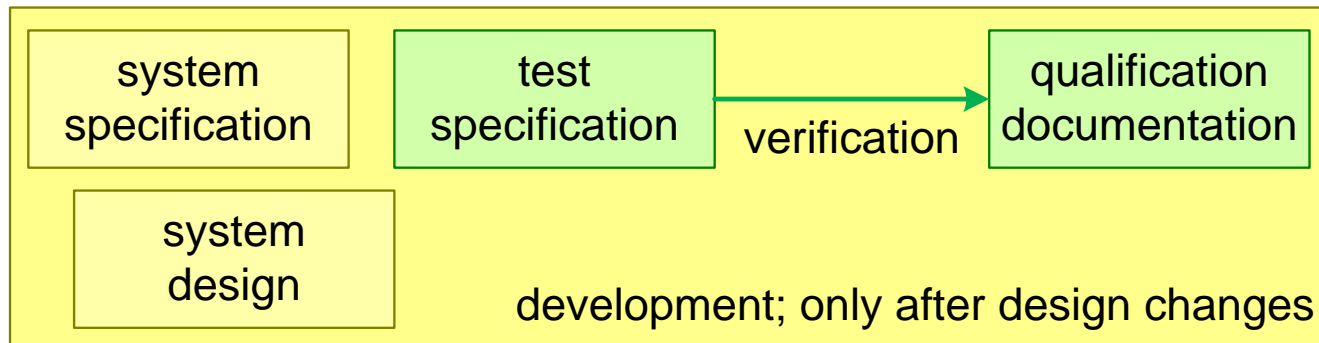 system
specification
test
specification
verification
qualification
documentation
system
design
development; only after design changes